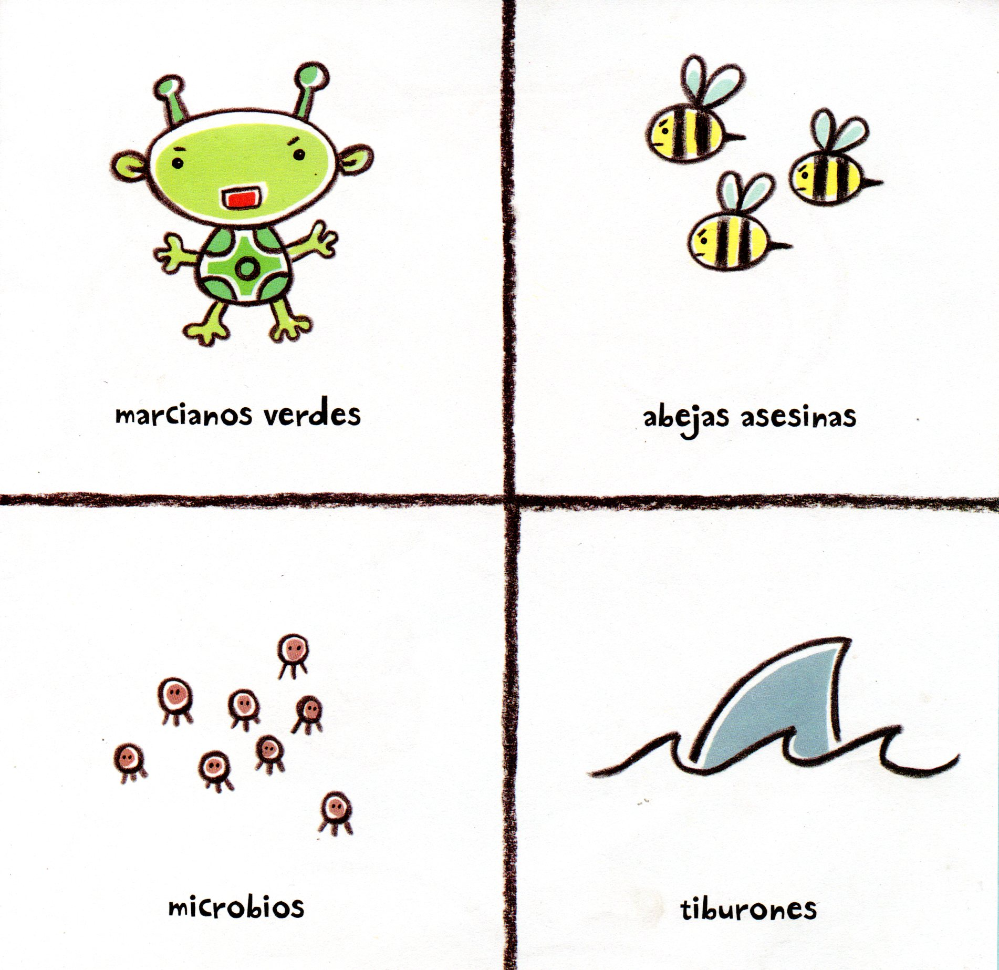 marcianos verdes
abejas asesinas
microbios
tiburones